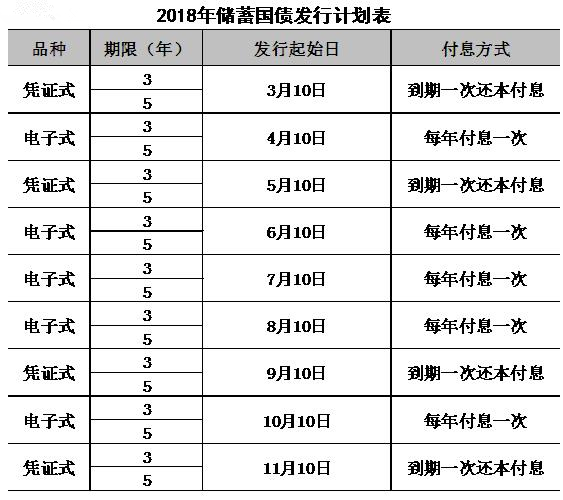 2018年储蓄国债发行计划表
品种 期限（年） 发行起始日 付息方式
凭证式 3 5 3月10日 到期一次还本付息
电子式 3 5 4月10日 每年付息一次
凭证式 3 5 5月10日 到期一次还本付息
电子式 3 5 6月10日 每年付息一次
电子式 3 5 7月10日 每年付息一次
电子式 3 5 8月10日 每年付息一次
凭证式 3 5 9月10日 到期一次还本付息
电子式 3 5 10月10日 每年付息一次
凭证式 3 5 11月10日 到期一次还本付息